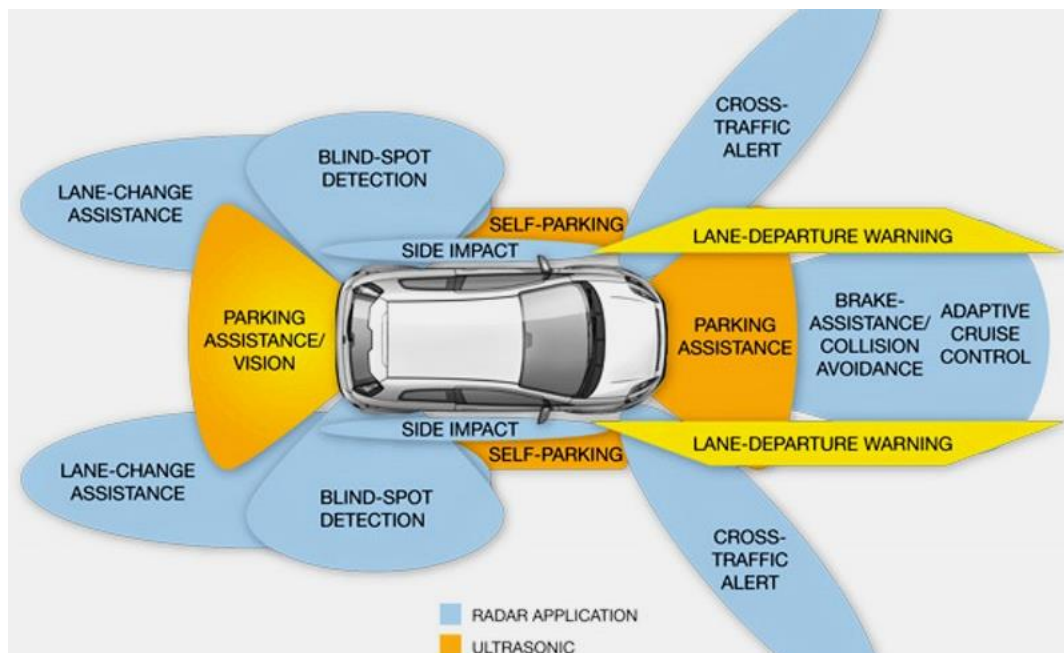 CROSS-
TRAFFIC
ALERT
BLIND-SPOT
DETECTION
LANE-CHANGE
ASSISTANCE
SELF-PARKING
SIDE IMPACT
LANE-DEPARTURE WARNING
PARKING
ASSISTANCE/
VISION
PARKING
ASSISTANCE
BRAKE-
ASSISTANCE/
COLLISION
AVOIDANCE
ADAPTIVE
CRUISE
CONTROL
SIDE IMPACT
LANE-DEPARTURE WARNING
SELF-PARKING
LANE-CHANGE
ASSISTANCE
BLIND-SPOT
DETECTION
CROSS-
TRAFFIC
ALERT
RADAR APPLICATION
ULTRASONIC